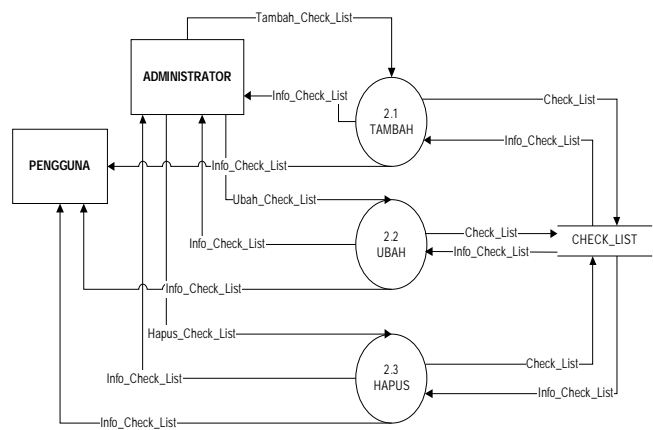 Tambah_Check_List
ADMINISTRATOR
Info_Check_List
Check_List
2.1
TAMBAH
Info_Check_List
PENGGUNA
Info_Check_List
Ubah_Check_List
2.2
UBAH
Check_List
CHECK_LIST
Info_Check_List
Info_Check_List
Info_Check_List
Hapus_Check_List
2.3
HAPUS
Check_List
Info_Check_List
Info_Check_List
Info_Check_List